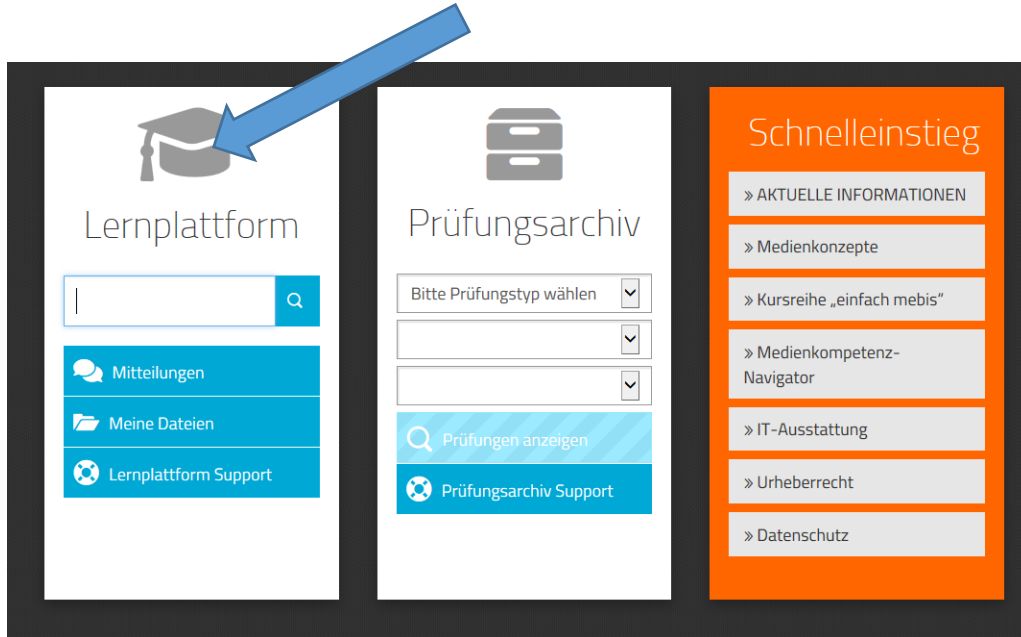 Lernplattform
Mitteilungen
Meine Dateien
Lernplattform Support
Prüfungsarchiv
Bitte Prüfungstyp wählen
Prüfungen anzeigen
Prüfungsarchiv Support
Schnelleinstieg
» AKTUELLE INFORMATIONEN
» Medienkonzepte
» Kursreihe „einfach mebis“
» Medienkompetenz-
Navigator
» IT-Ausstattung
» Urheberrecht
» Datenschutz